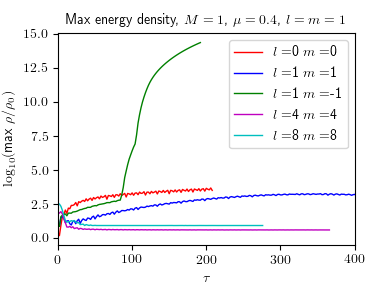 Max energy density, M = 1, μ = 0.4, l = m = 1
log₁₀(max ρ/ρ₀)
15.0
12.5
10.0
7.5
5.0
2.5
0.0
l =0 m =0
l =1 m =1
l =1 m =-1
l =4 m =4
l =8 m =8
0 100 200 300 400
τ